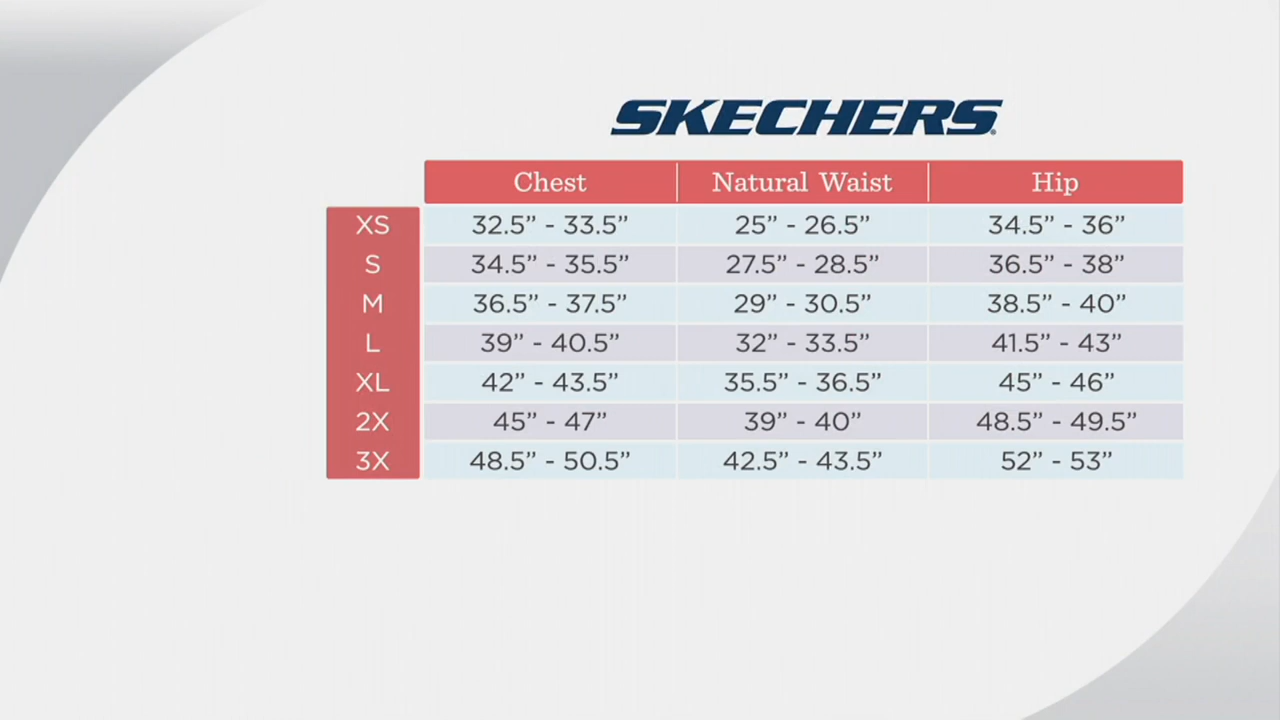 SKECHERS
Chest Natural Waist Hip
XS 32.5” - 33.5” 25” - 26.5” 34.5” - 36”
S 34.5” - 35.5” 27.5” - 28.5” 36.5” - 38”
M 36.5” - 37.5” 29” - 30.5” 38.5” - 40”
L 39” - 40.5” 32” - 33.5” 41.5” - 43”
XL 42” - 43.5” 35.5” - 36.5” 45” - 46”
2X 45” - 47” 39” - 40” 48.5” - 49.5”
3X 48.5” - 50.5” 42.5” - 43.5” 52” - 53”